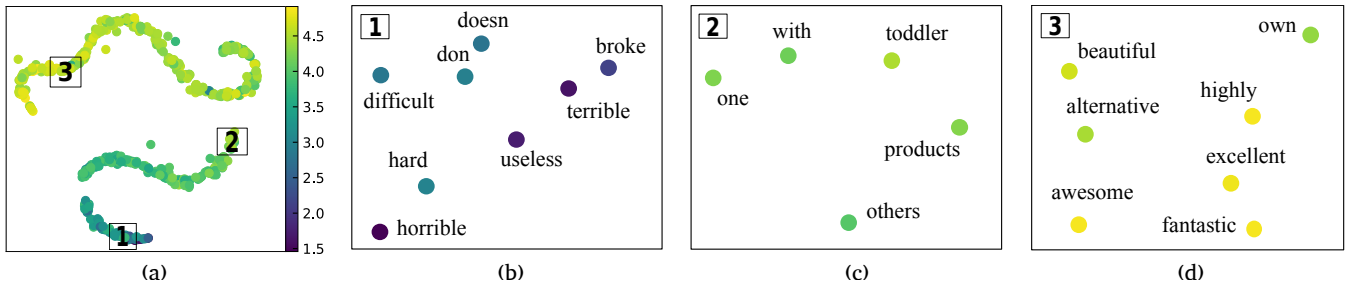 3
2
1
4.5
4.0
3.5
3.0
2.5
2.0
1.5
(a)
1
doesn
don
broke
difficult
terrible
useless
hard
horrible
(b)
2
with
toddler
one
products
others
(c)
3
own
beautiful
highly
alternative
excellent
awesome
fantastic
(d)